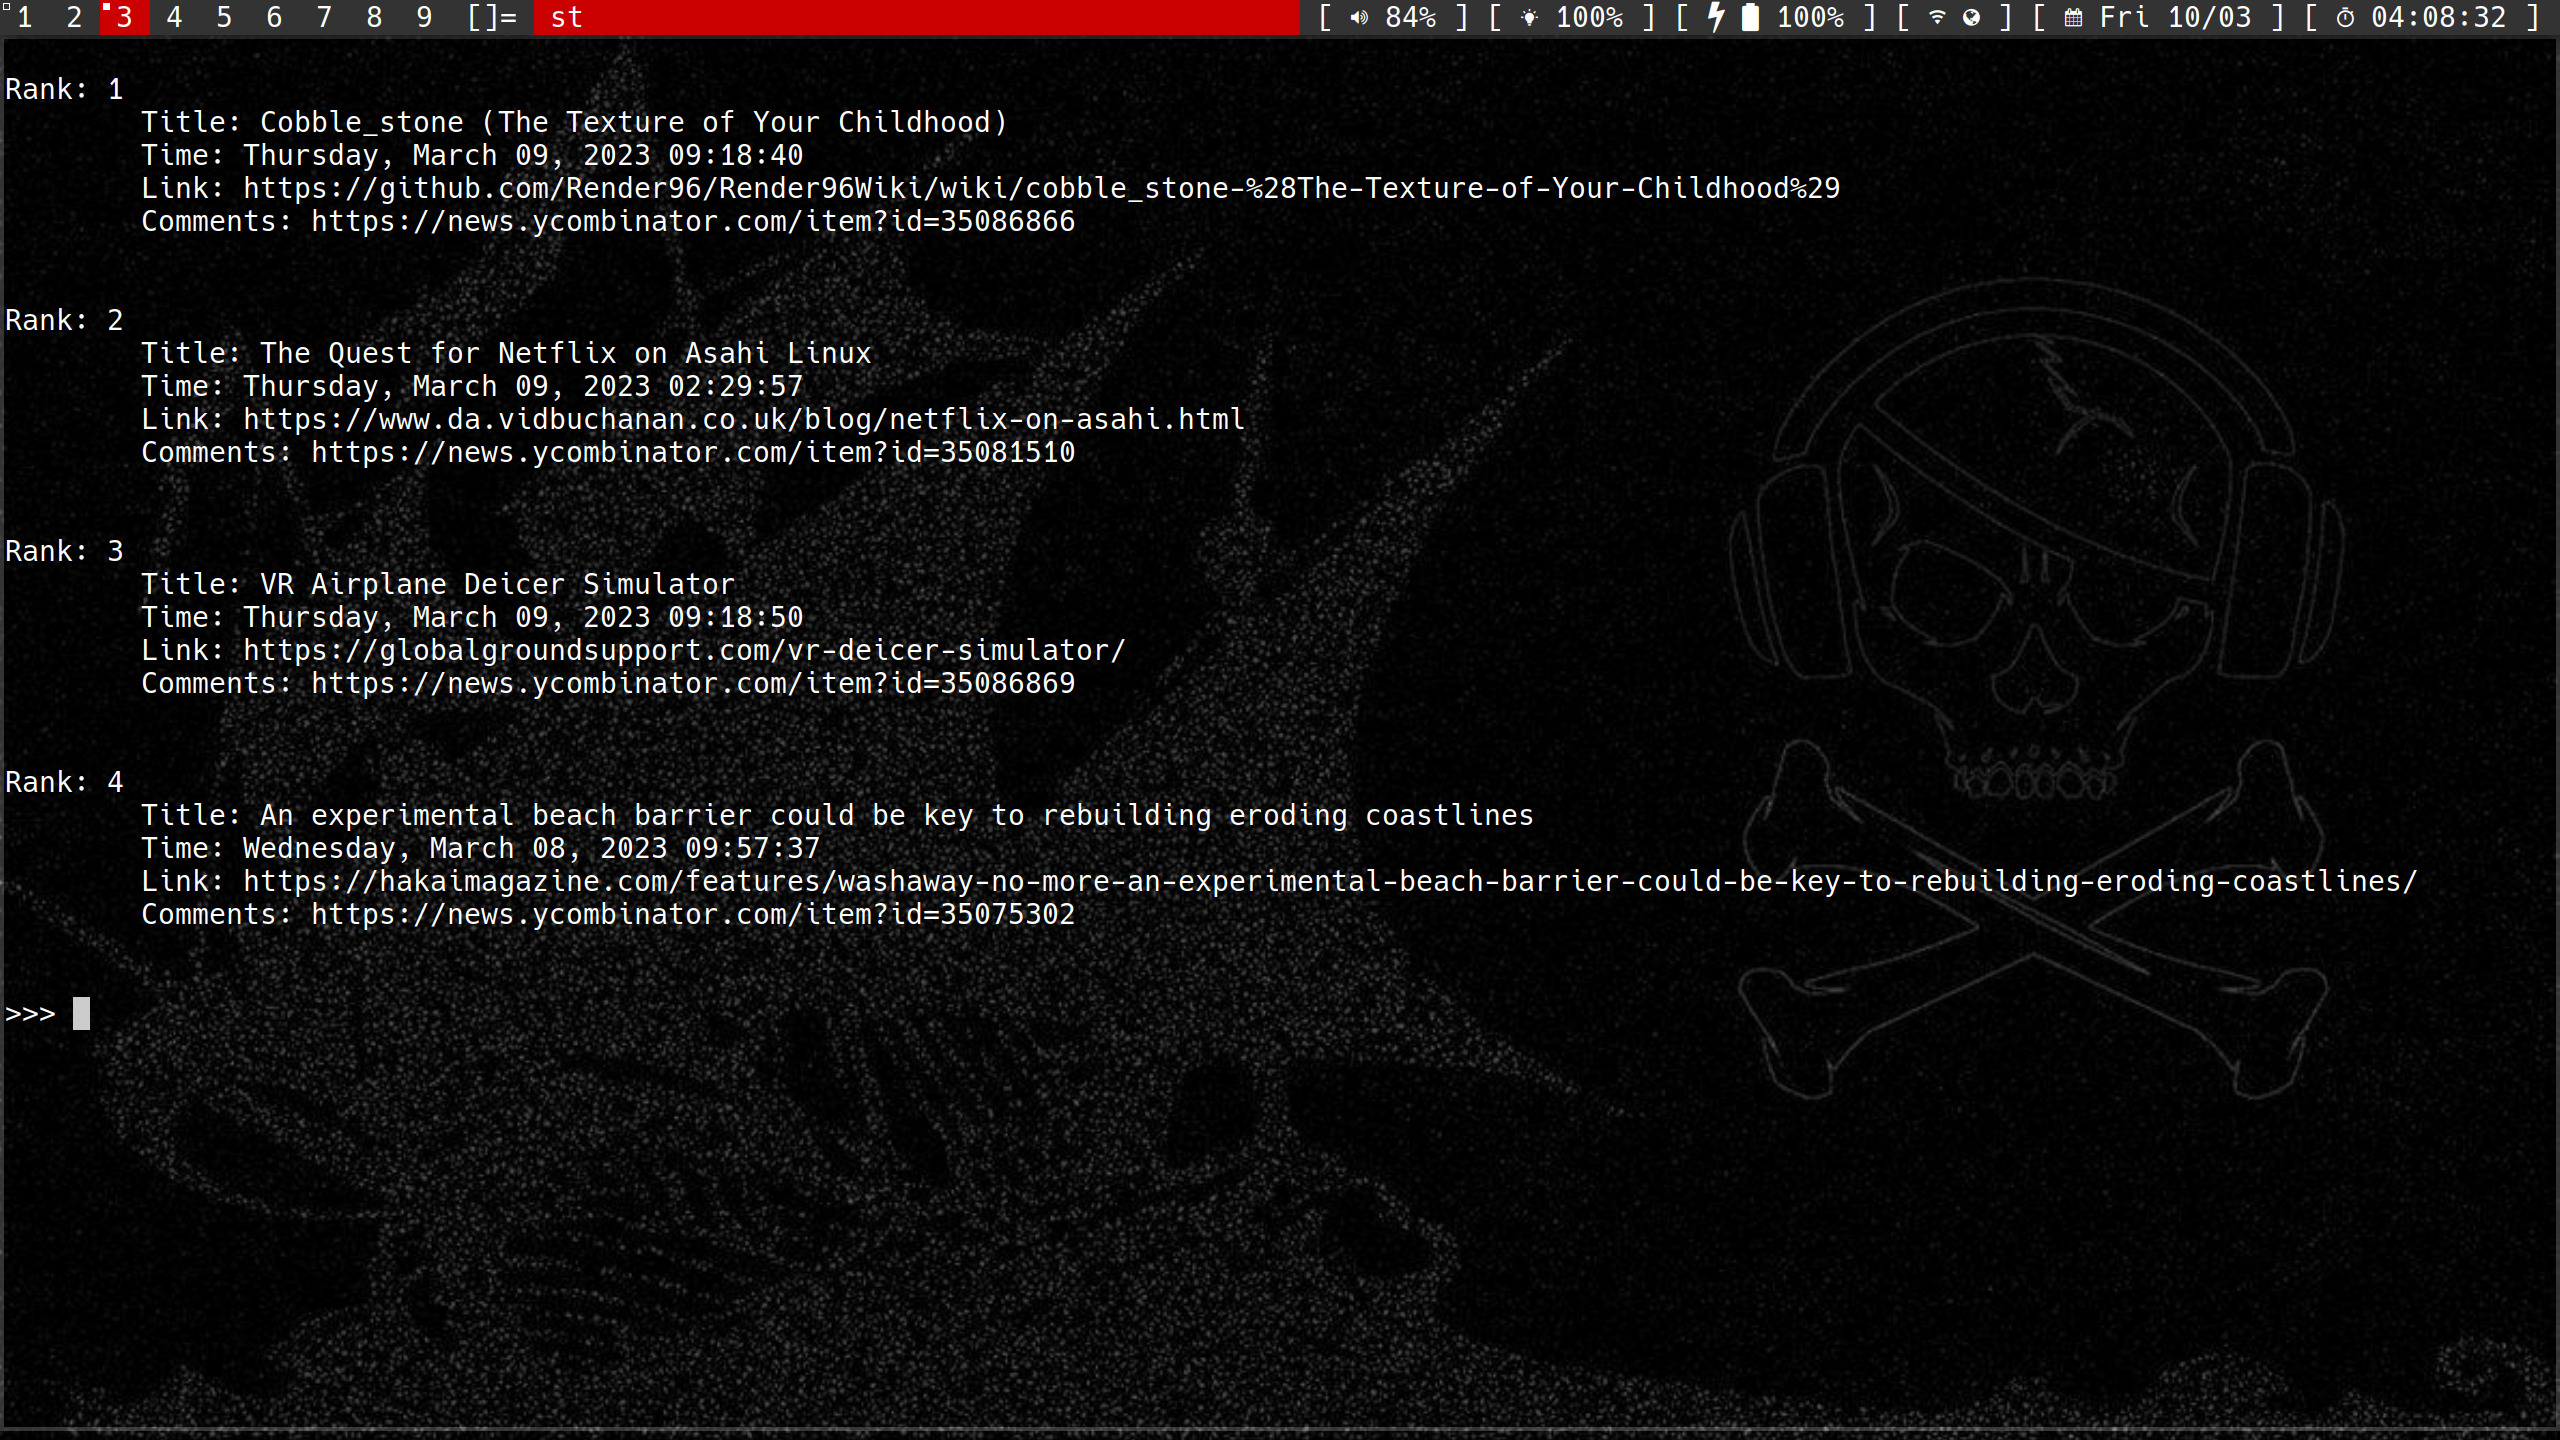 1 2 3 4 5 6 7 8 9 []= st [ 84% ] [ 100% ] [ 100% ] [ ] [ Fri 10/03 ] [ 04:08:32 ]
Rank: 1
Title: Cobble_stone (The Texture of Your Childhood)
Time: Thursday, March 09, 2023 09:18:40
Link: https://github.com/Render96/Render96Wiki/wiki/cobble_stone-%28The-Texture-of-Your-Childhood%29
Comments: https://news.ycombinator.com/item?id=35086866
Rank: 2
Title: The Quest for Netflix on Asahi Linux
Time: Thursday, March 09, 2023 02:29:57
Link: https://www.da.vidbuchanan.co.uk/blog/netflix-on-asahi.html
Comments: https://news.ycombinator.com/item?id=35081510
Rank: 3
Title: VR Airplane Deicer Simulator
Time: Thursday, March 09, 2023 09:18:50
Link: https://globalgroundsupport.com/vr-deicer-simulator/
Comments: https://news.ycombinator.com/item?id=35086869
Rank: 4
Title: An experimental beach barrier could be key to rebuilding eroding coastlines
Time: Wednesday, March 08, 2023 09:57:37
Link: https://hakaimagazine.com/features/washaway-no-more-an-experimental-beach-barrier-could-be-key-to-rebuilding-eroding-coastlines/
Comments: https://news.ycombinator.com/item?id=35075302
>>>